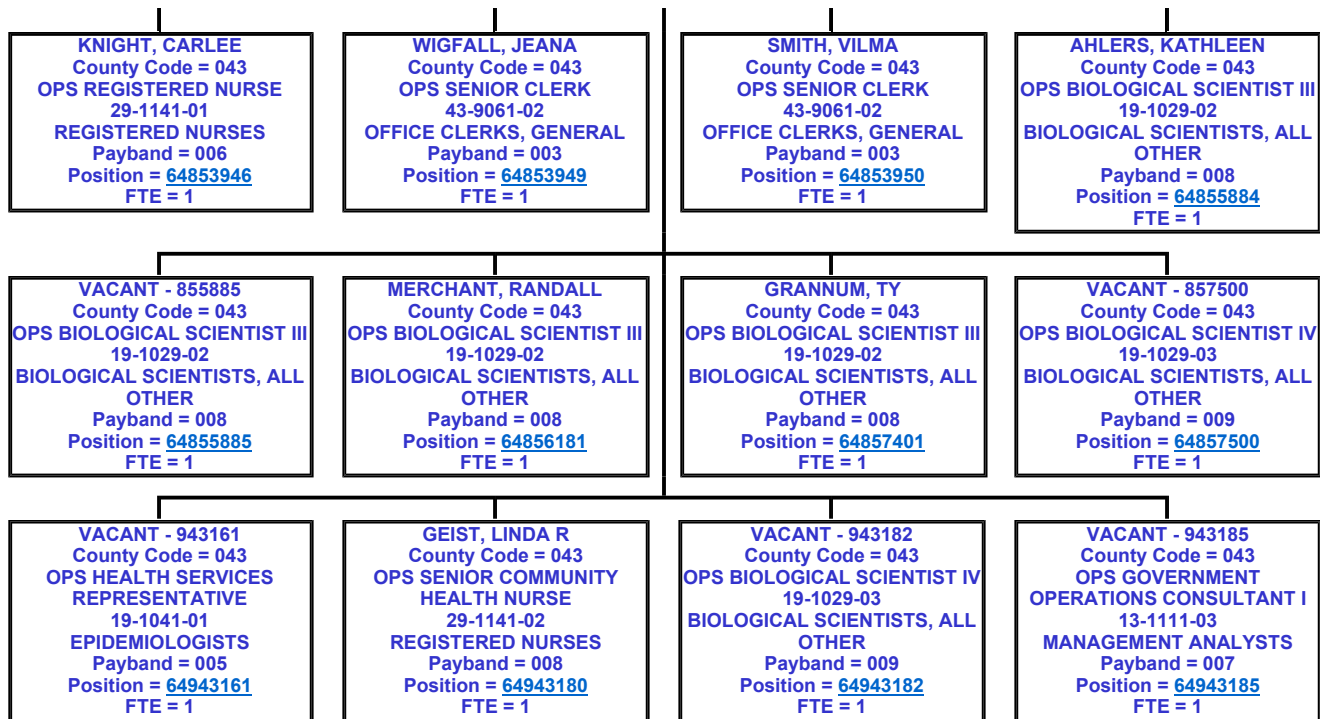 KNIGHT, CARLEE
County Code = 043
OPS REGISTERED NURSE
29-1141-01
REGISTERED NURSES
Payband = 006
Position = 64853946
FTE = 1
WIGFALL, JEANA
County Code = 043
OPS SENIOR CLERK
43-9061-02
OFFICE CLERKS, GENERAL
Payband = 003
Position = 64853949
FTE = 1
SMITH, VILMA
County Code = 043
OPS SENIOR CLERK
43-9061-02
OFFICE CLERKS, GENERAL
Payband = 003
Position = 64853950
FTE = 1
AHLERS, KATHLEEN
County Code = 043
OPS BIOLOGICAL SCIENTIST III
19-1029-02
BIOLOGICAL SCIENTISTS, ALL
OTHER
Payband = 008
Position = 64855884
FTE = 1
VACANT - 855885
County Code = 043
OPS BIOLOGICAL SCIENTIST III
19-1029-02
BIOLOGICAL SCIENTISTS, ALL
OTHER
Payband = 008
Position = 64855885
FTE = 1
MERCHANT, RANDALL
County Code = 043
OPS BIOLOGICAL SCIENTIST III
19-1029-02
BIOLOGICAL SCIENTISTS, ALL
OTHER
Payband = 008
Position = 64856181
FTE = 1
GRANNUM, TY
County Code = 043
OPS BIOLOGICAL SCIENTIST III
19-1029-02
BIOLOGICAL SCIENTISTS, ALL
OTHER
Payband = 008
Position = 64857401
FTE = 1
VACANT - 857500
County Code = 043
OPS BIOLOGICAL SCIENTIST IV
19-1029-03
BIOLOGICAL SCIENTISTS, ALL
OTHER
Payband = 009
Position = 64857500
FTE = 1
VACANT - 943161
County Code = 043
OPS HEALTH SERVICES
REPRESENTATIVE
19-1041-01
EPIDEMIOLOGISTS
Payband = 005
Position = 64943161
FTE = 1
GEIST, LINDA R
County Code = 043
OPS SENIOR COMMUNITY
HEALTH NURSE
29-1141-02
REGISTERED NURSES
Payband = 008
Position = 64943180
FTE = 1
VACANT - 943182
County Code = 043
OPS BIOLOGICAL SCIENTIST IV
19-1029-03
BIOLOGICAL SCIENTISTS, ALL
OTHER
Payband = 009
Position = 64943182
FTE = 1
VACANT - 943185
County Code = 043
OPS GOVERNMENT
OPERATIONS CONSULTANT I
13-1111-03
MANAGEMENT ANALYSTS
Payband = 007
Position = 64943185
FTE = 1